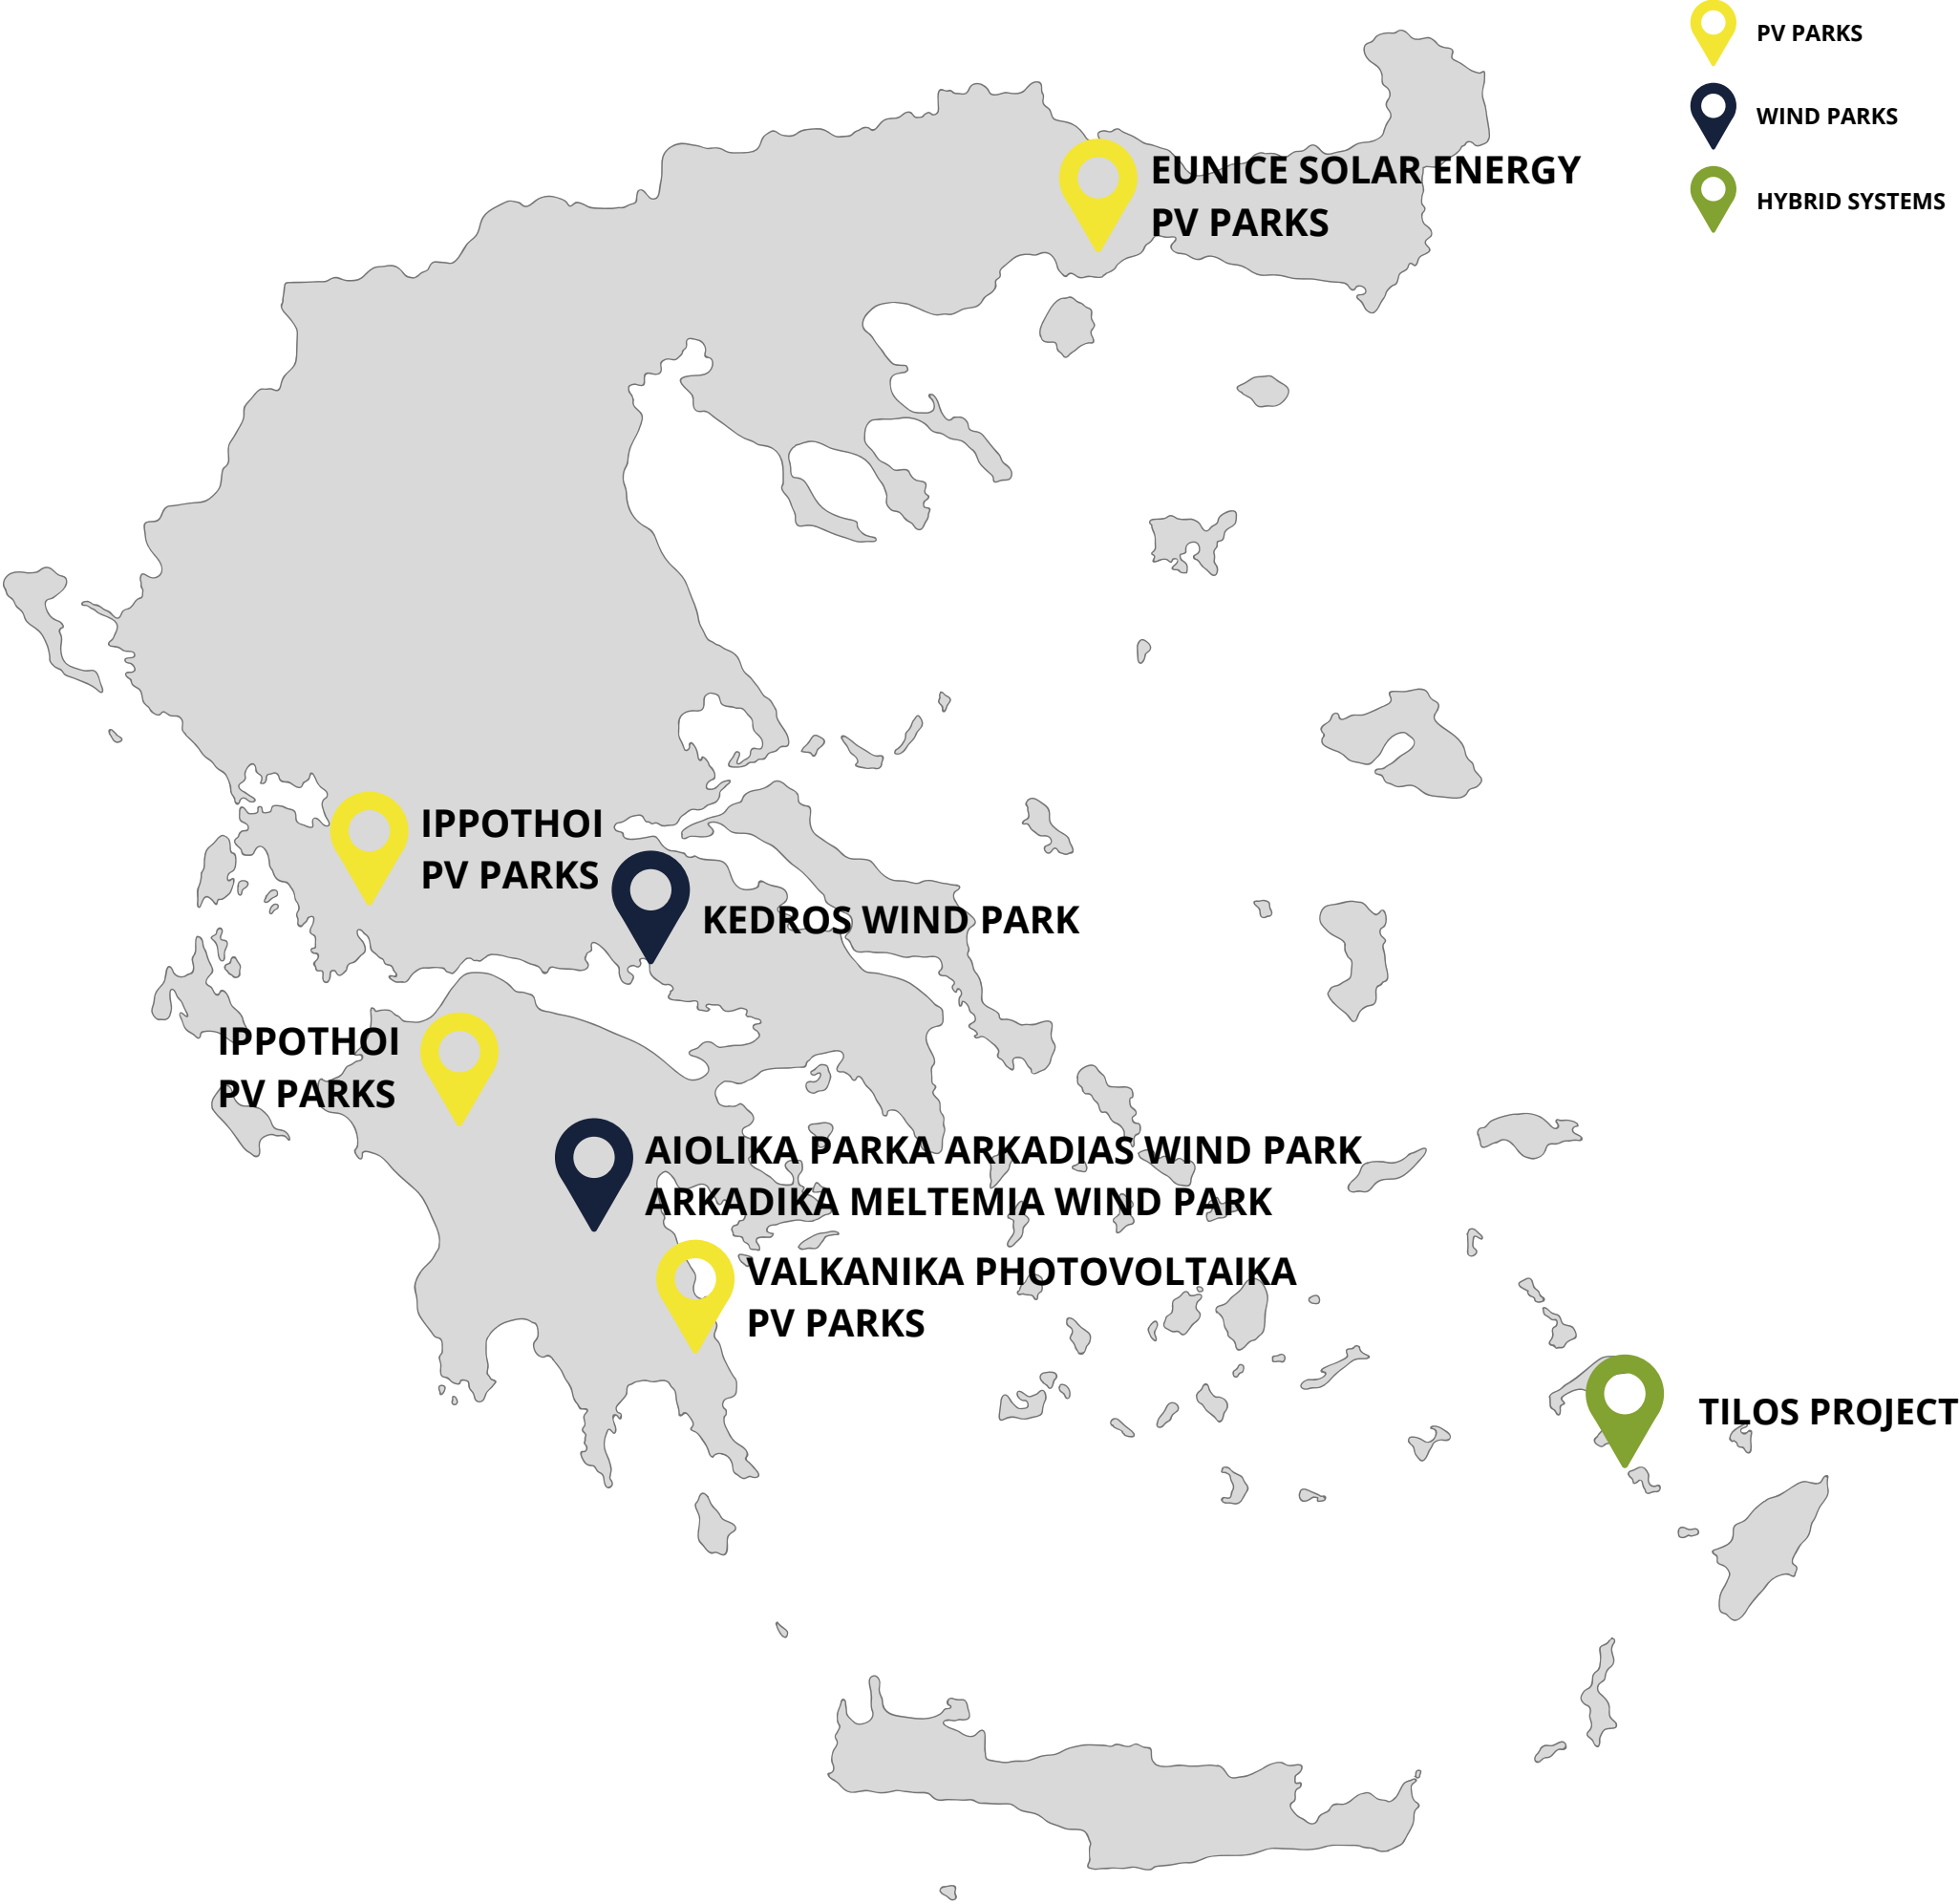 PV PARKS
WIND PARKS
HYBRID SYSTEMS
EUNICE SOLAR ENERGY
PV PARKS
IPPOTHOI
PV PARKS
KEDROS WIND PARK
IPPOTHOI
PV PARKS
AIOLIKA PARKA ARKADIAS WIND PARK
ARKADIKA MELTEMIA WIND PARK
VALKANIKA PHOTOVOLTAIKA
PV PARKS
TILOS PROJECT